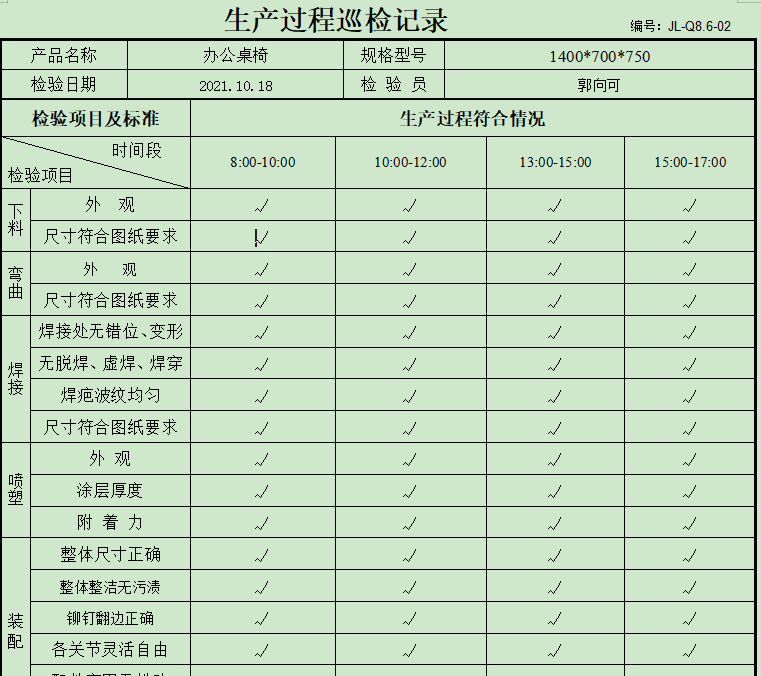 生产过程巡检记录
编号：JL-Q8.6-02
产品名称 办公桌椅 规格型号 1400*700*750
检验日期 2021.10.18 检 验 员 郭向可
检验项目及标准 生产过程符合情况
时间段
检验项目
8:00-10:00 10:00-12:00 13:00-15:00 15:00-17:00
下料
外 观 √ √ √ √
尺寸符合图纸要求 √ √ √ √
弯曲
外 观 √ √ √ √
尺寸符合图纸要求 √ √ √ √
焊接
焊接处无错位、变形 √ √ √ √
无脱焊、虚焊、焊穿 √ √ √ √
焊疤波纹均匀 √ √ √ √
尺寸符合图纸要求 √ √ √ √
喷塑
外 观 √ √ √ √
涂层厚度 √ √ √ √
附 着 力 √ √ √ √
装配
整体尺寸正确 √ √ √ √
整体整洁无污渍 √ √ √ √
铆钉翻边正确 √ √ √ √
各关节灵活自由 √ √ √ √